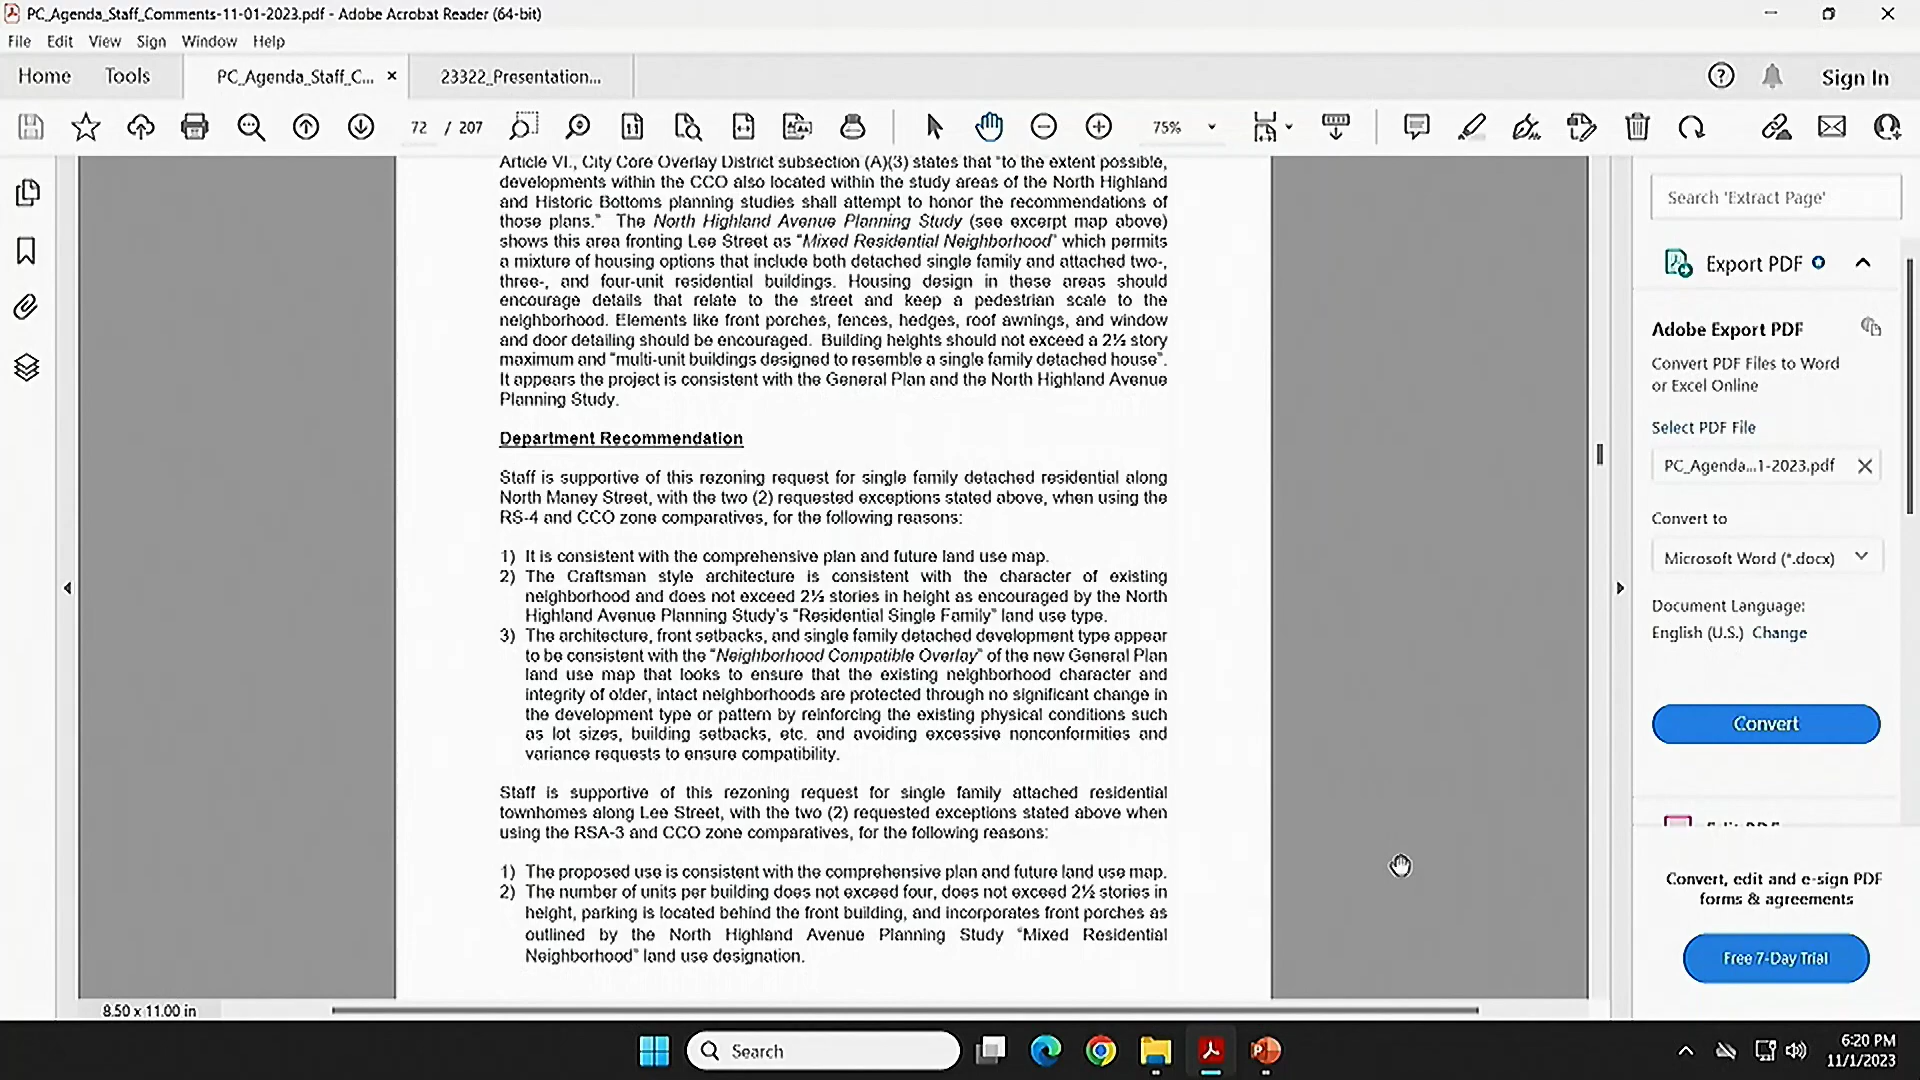 PC_Agenda_Staff_Comments-11-01-2023.pdf - Adobe Acrobat Reader (64-bit)
File Edit View Sign Window Help
Home Tools PC_Agenda_Staff_C... × 23322_Presentation... Sign In
72 / 207 75%
Article VI., City Core Overlay District subsection (A)(3) states that "to the extent possible,
developments within the CCO also located within the study areas of the North Highland
and Historic Bottoms planning studies shall attempt to honor the recommendations of
those plans." The North Highland Avenue Planning Study (see excerpt map above)
shows this area fronting Lee Street as "Mixed Residential Neighborhood" which permits
a mixture of housing options that include both detached single family and attached two-,
three-, and four-unit residential buildings. Housing design in these areas should
encourage details that relate to the street and keep a pedestrian scale to the
neighborhood. Elements like front porches, fences, hedges, roof awnings, and window
and door detailing should be encouraged. Building heights should not exceed a 2½ story
maximum and "multi-unit buildings designed to resemble a single family detached house".
It appears the project is consistent with the General Plan and the North Highland Avenue
Planning Study.
Department Recommendation
Staff is supportive of this rezoning request for single family detached residential along
North Maney Street, with the two (2) requested exceptions stated above, when using the
RS-4 and CCO zone comparatives, for the following reasons:
1) It is consistent with the comprehensive plan and future land use map.
2) The Craftsman style architecture is consistent with the character of existing
neighborhood and does not exceed 2½ stories in height as encouraged by the North
Highland Avenue Planning Study's "Residential Single Family" land use type.
3) The architecture, front setbacks, and single family detached development type appear
to be consistent with the "Neighborhood Compatible Overlay" of the new General Plan
land use map that looks to ensure that the existing neighborhood character and
integrity of older, intact neighborhoods are protected through no significant change in
the development type or pattern by reinforcing the existing physical conditions such
as lot sizes, building setbacks, etc. and avoiding excessive nonconformities and
variance requests to ensure compatibility.
Staff is supportive of this rezoning request for single family attached residential
townhomes along Lee Street, with the two (2) requested exceptions stated above when
using the RSA-3 and CCO zone comparatives, for the following reasons:
1) The proposed use is consistent with the comprehensive plan and future land use map.
2) The number of units per building does not exceed four, does not exceed 2½ stories in
height, parking is located behind the front building, and incorporates front porches as
outlined by the North Highland Avenue Planning Study "Mixed Residential
Neighborhood" land use designation.
8.50 x 11.00 in
Search 'Extract Page'
Export PDF
Adobe Export PDF
Convert PDF Files to Word
or Excel Online
Select PDF File
PC_Agenda...1-2023.pdf
Convert to
Microsoft Word (*.docx)
Document Language:
English (U.S.) Change
Convert
Edit PDF
Convert, edit and e-sign PDF
forms & agreements
Free 7-Day Trial
Search
6:20 PM
11/1/2023